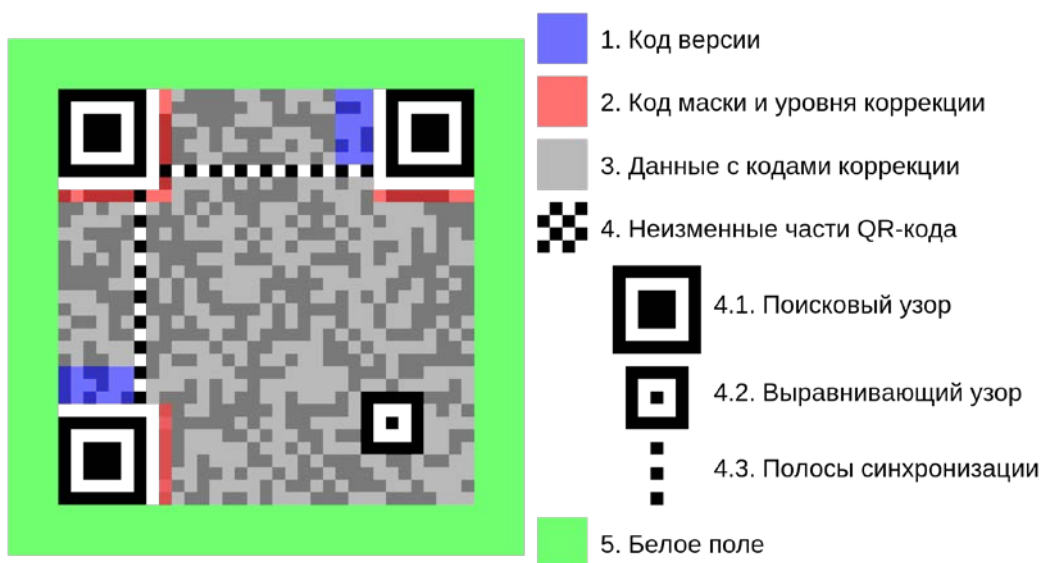 1. Код версии
2. Код маски и уровня коррекции
3. Данные с кодами коррекции
4. Неизменные части QR-кода
4.1. Поисковый узор
4.2. Выравнивающий узор
4.3. Полосы синхронизации
5. Белое поле